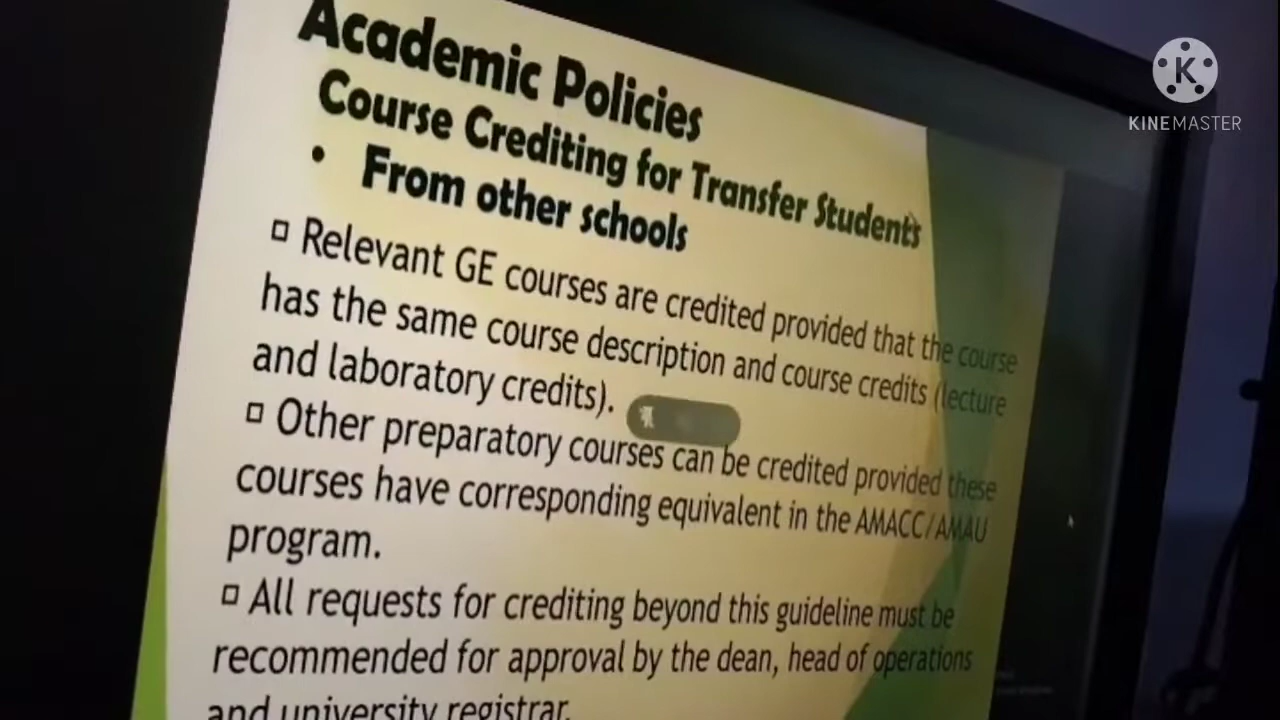 Academic Policies
Course Crediting for Transfer Students
• From other schools
▫ Relevant GE courses are credited provided that the course
has the same course description and course credits (lecture
and laboratory credits).
▫ Other preparatory courses can be credited provided these
courses have corresponding equivalent in the AMACC/AMAU
program.
▫ All requests for crediting beyond this guideline must be
recommended for approval by the dean, head of operations
and university registrar.
K
KINEMASTER